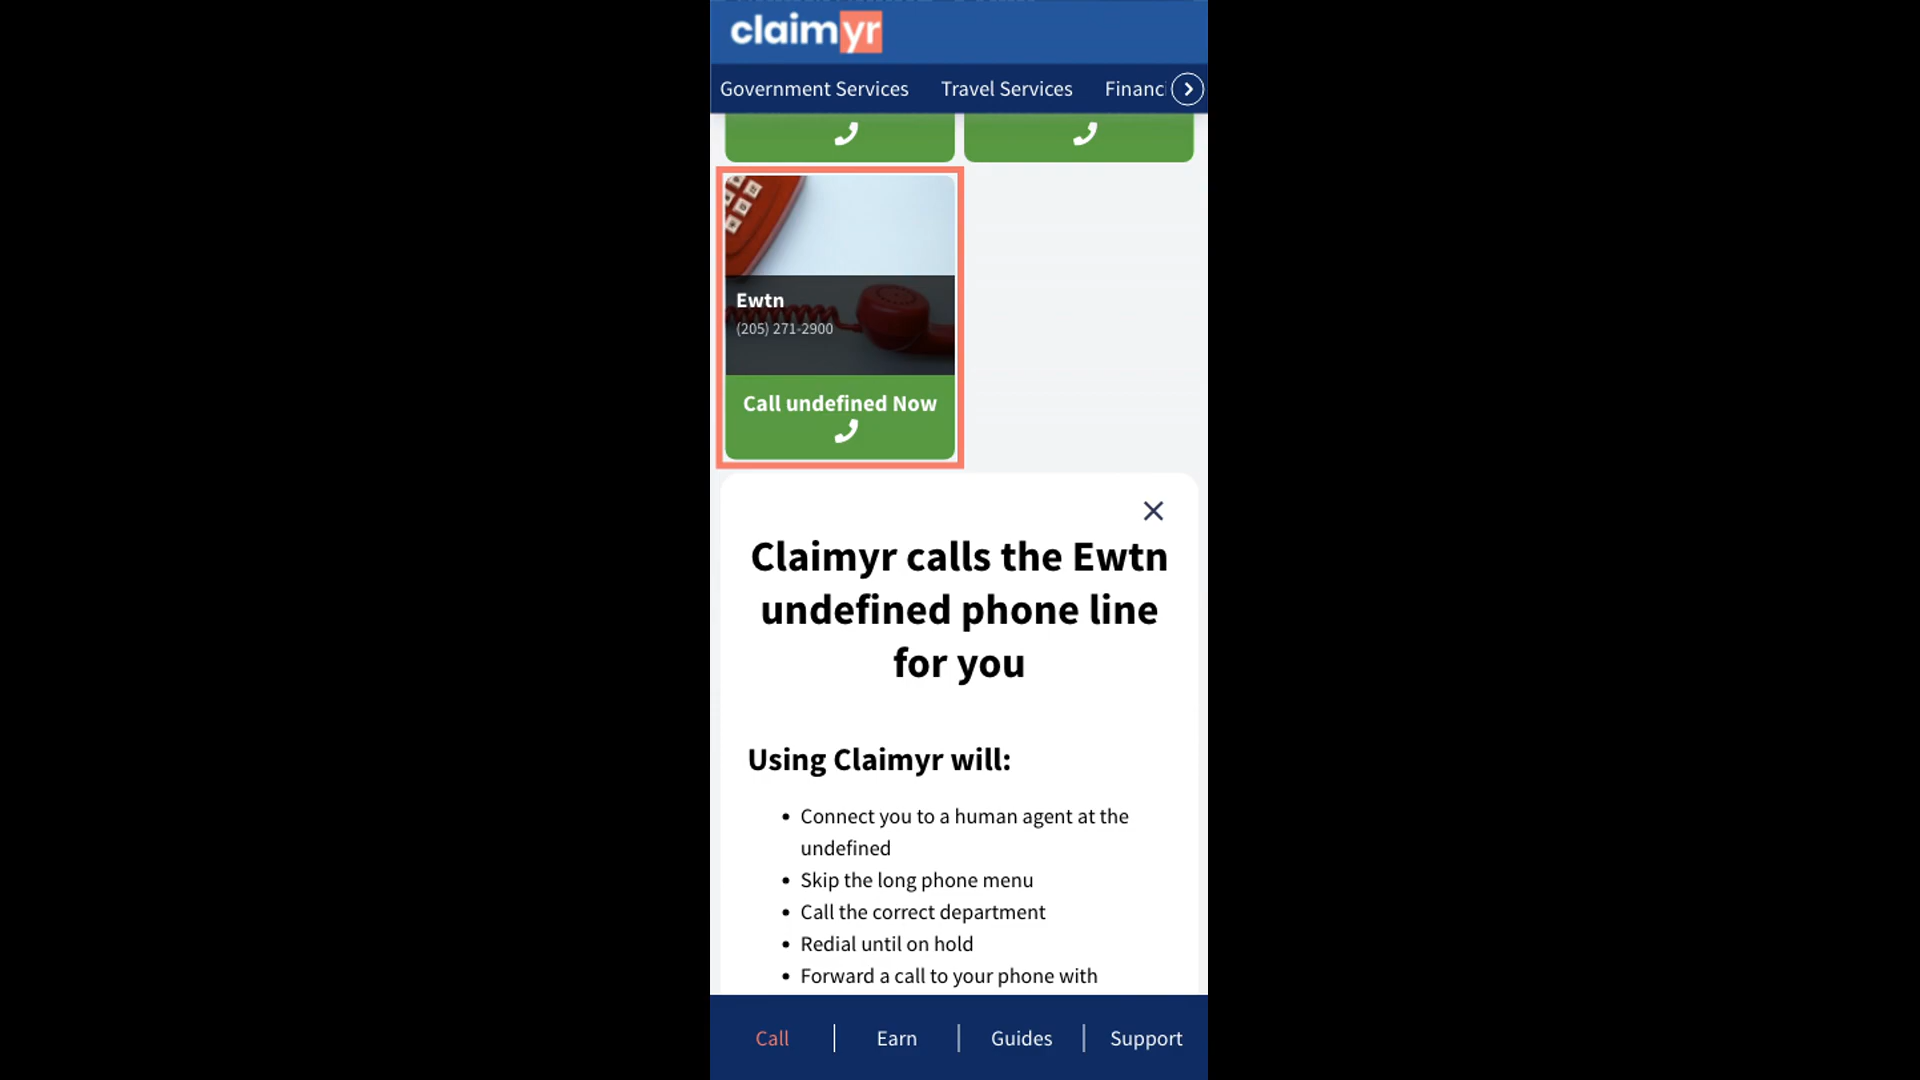 claimyr
Government Services Travel Services Financ
Ewtn
(205) 271-2900
Call undefined Now
Claimyr calls the Ewtn
undefined phone line
for you
Using Claimyr will:
• Connect you to a human agent at the
undefined
• Skip the long phone menu
• Call the correct department
• Redial until on hold
• Forward a call to your phone with
Call | Earn | Guides | Support